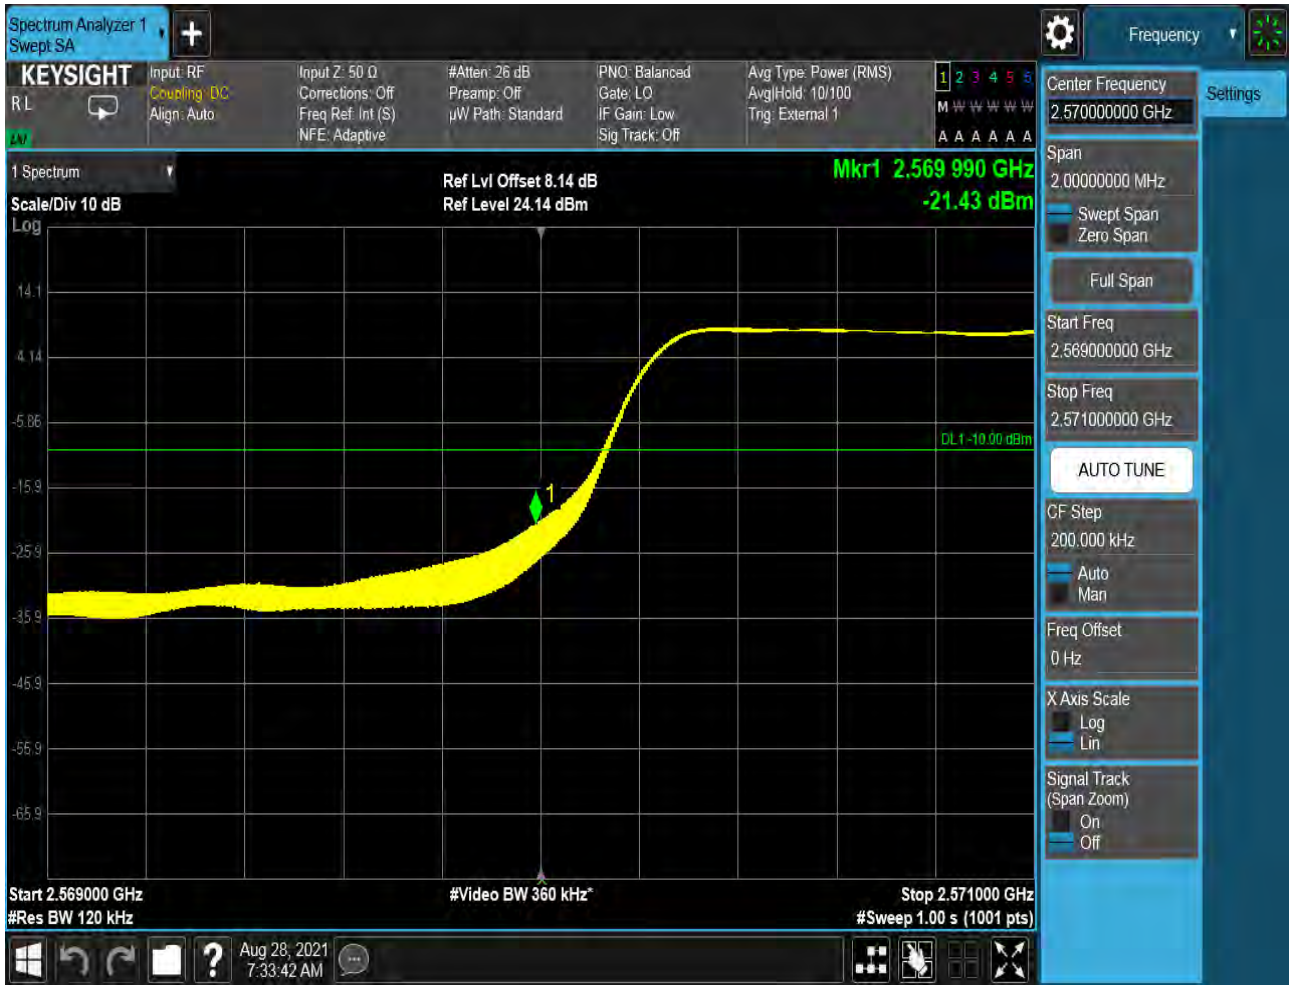 Spectrum Analyzer 1
Swept SA
Frequency
KEYSIGHT
R L
LXI
Input: RF
Coupling: DC
Align: Auto
Input Z: 50 Ω
Corrections: Off
Freq Ref: Int (S)
NFE: Adaptive
#Atten: 26 dB
Preamp: Off
µW Path: Standard
PNO: Balanced
Gate: LO
IF Gain: Low
Sig Track: Off
Avg Type: Power (RMS)
Avg|Hold: 10/100
Trig: External 1
1 2 3 4 5 6
M W W W W W
A A A A A A
1 Spectrum
Scale/Div 10 dB
Log
Ref Lvl Offset 8.14 dB
Ref Level 24.14 dBm
Mkr1 2.569 990 GHz
-21.43 dBm
14.1
4.14
-5.86
-15.9
-25.9
-35.9
-45.9
-55.9
-65.9
DL1 -10.00 dBm
1
Start 2.569000 GHz
#Res BW 120 kHz
#Video BW 360 kHz*
Stop 2.571000 GHz
#Sweep 1.00 s (1001 pts)
Aug 28, 2021
7:33:42 AM
Center Frequency
2.570000000 GHz
Settings
Span
2.00000000 MHz
Swept Span
Zero Span
Full Span
Start Freq
2.569000000 GHz
Stop Freq
2.571000000 GHz
AUTO TUNE
CF Step
200.000 kHz
Auto
Man
Freq Offset
0 Hz
X Axis Scale
Log
Lin
Signal Track
(Span Zoom)
On
Off